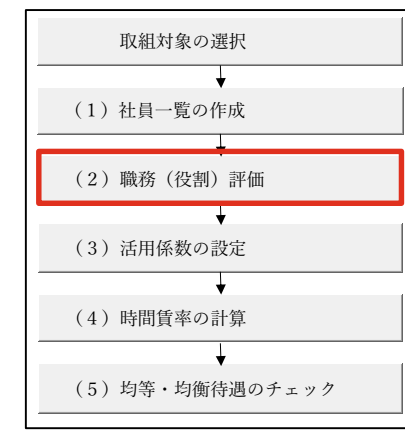 取組対象の選択
（１）社員一覧の作成
（２）職務（役割）評価
（３）活用係数の設定
（４）時間賃率の計算
（５）均等・均衡待遇のチェック